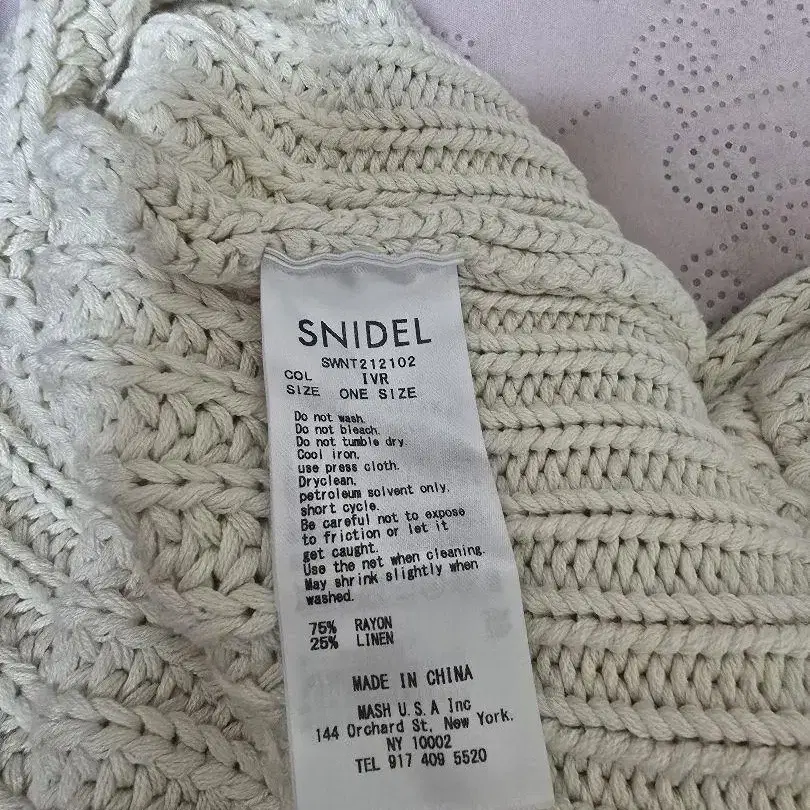 SNIDEL
SWNT212102
COL IVR
SIZE ONE SIZE
Do not wash.
Do not bleach.
Do not tumble dry.
Cool iron,
use press cloth.
Dryclean,
petroleum solvent only,
short cycle.
Be careful not to expose
to friction or let it
get caught.
Use the net when cleaning.
May shrink slightly when
washed.
75% RAYON
25% LINEN
MADE IN CHINA
MASH U.S.A Inc
144 Orchard St, New York.
NY 10002
TEL 917 409 5520